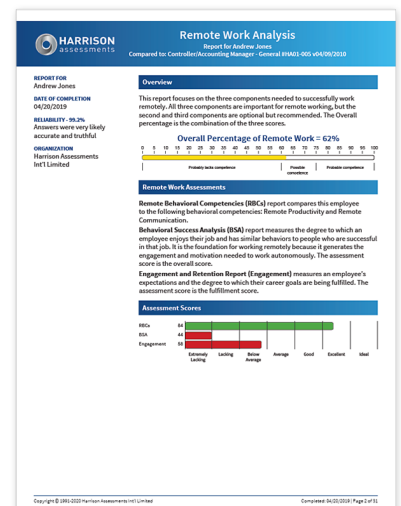 HARRISON
assessments
Remote Work Analysis
Report for Andrew Jones
Compared to: Controller/Accounting Manager - General #HA01-005 v04/09/2010
REPORT FOR
Andrew Jones
DATE OF COMPLETION
04/20/2019
RELIABILITY - 99.2%
Answers were very likely
accurate and truthful
ORGANIZATION
Harrison Assessments
Int'l Limited
Overview
This report focuses on the three components needed to successfully work
remotely. All three components are important for remote working, but the
second and third components are optional but recommended. The Overall
percentage is the combination of the three scores.
Overall Percentage of Remote Work = 62%
0 5 10 15 20 25 30 35 40 45 50 55 60 65 70 75 80 85 90 95 100
Probably lacks competence
Possible
competence
Probable competence
Remote Work Assessments
Remote Behavioral Competencies (RBCs) report compares this employee
to the following behavioral competencies: Remote Productivity and Remote
Communication.
Behavioral Success Analysis (BSA) report measures the degree to which an
employee enjoys their job and has similar behaviors to people who are successful
in that job. It is the foundation for working remotely because it generates the
engagement and motivation needed to work autonomously. The assessment
score is the overall score.
Engagement and Retention Report (Engagement) measures an employee's
expectations and the degree to which their career goals are being fulfilled. The
assessment score is the fulfillment score.
Assessment Scores
RBCs 84
BSA 44
Engagement 58
Extremely
Lacking
Lacking
Below
Average
Average
Good
Excellent
Ideal
Copyright © 1991-2020 Harrison Assessments Int'l Limited
Completed: 04/20/2019 | Page 2 of 51